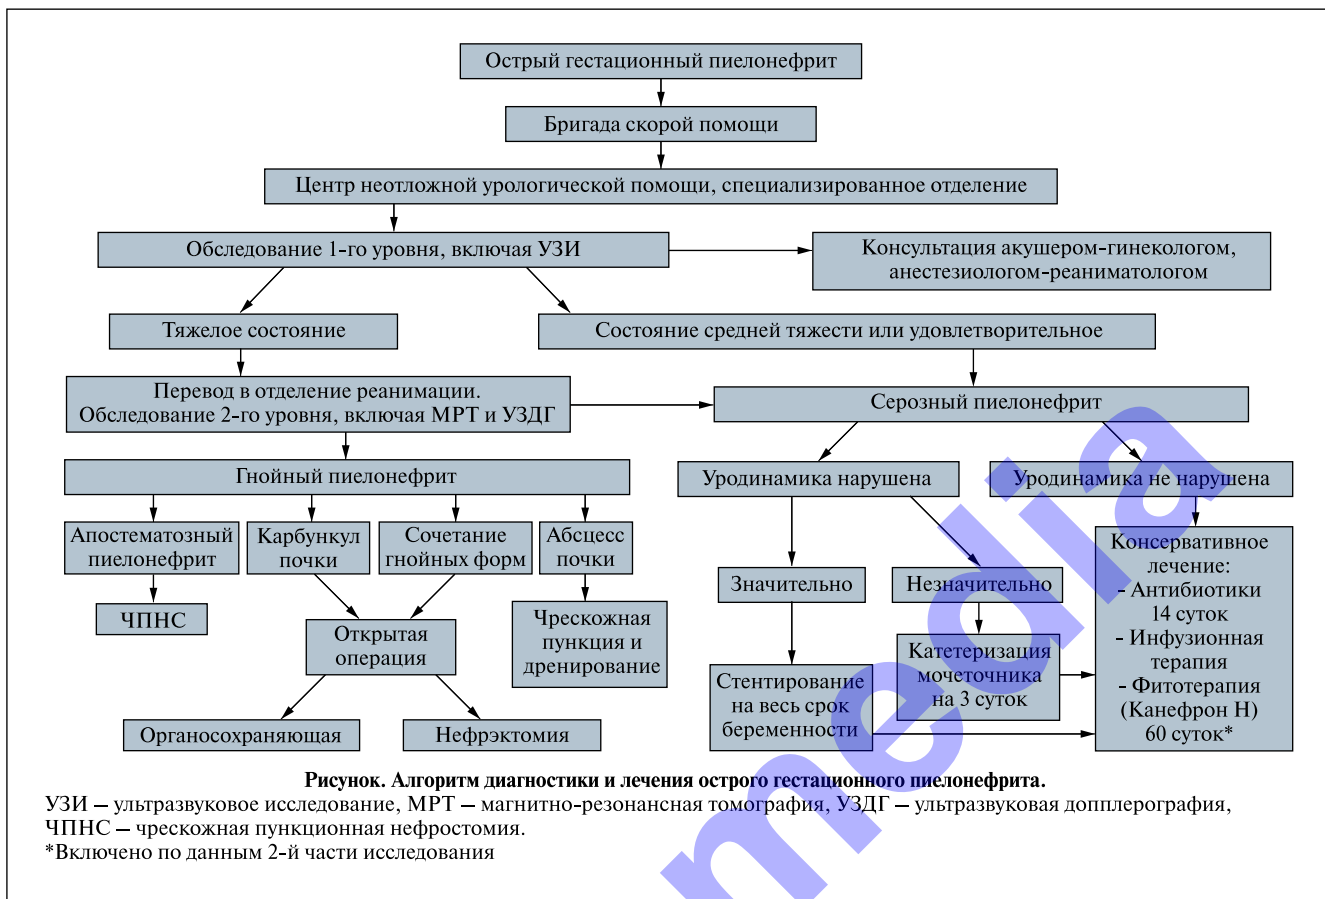 Острый гестационный пиелонефрит
Бригада скорой помощи
Центр неотложной урологической помощи, специализированное отделение
Обследование 1-го уровня, включая УЗИ
Консультация акушером-гинекологом,
анестезиологом-реаниматологом
Тяжелое состояние
Состояние средней тяжести или удовлетворительное
Перевод в отделение реанимации.
Обследование 2-го уровня, включая МРТ и УЗДГ
Серозный пиелонефрит
Гнойный пиелонефрит
Уродинамика нарушена
Уродинамика не нарушена
Апостематозный
пиелонефрит
Карбункул
почки
Сочетание
гнойных форм
Абсцесс
почки
Значительно
Незначительно
Консервативное
лечение:
- Антибиотики
14 суток
- Инфузионная
терапия
- Фитотерапия
(Канефрон Н)
60 суток*
ЧПНС
Открытая
операция
Чрескожная
пункция и
дренирование
Катетеризация
мочеточника
на 3 суток
Стентирование
на весь срок
беременности
Органосохраняющая
Нефрэктомия
Рисунок. Алгоритм диагностики и лечения острого гестационного пиелонефрита.
УЗИ – ультразвуковое исследование, МРТ – магнитно-резонансная томография, УЗДГ – ультразвуковая допплерография,
ЧПНС – чрескожная пункционная нефростомия.
*Включено по данным 2-й части исследования
media